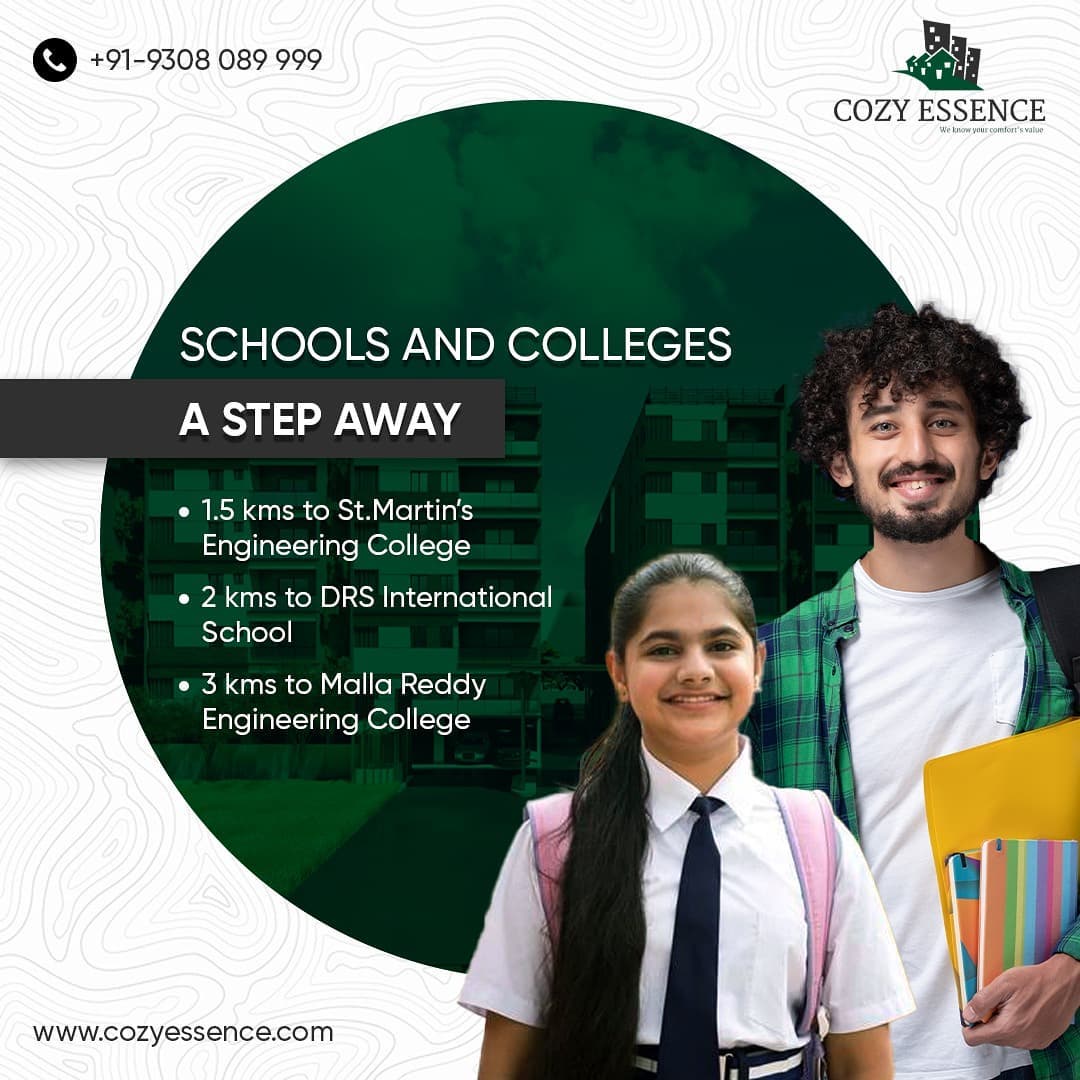 +91-9308 089 999
COZY ESSENCE
We know your comfort's value
SCHOOLS AND COLLEGES
A STEP AWAY
• 1.5 kms to St.Martin's
Engineering College
• 2 kms to DRS International
School
• 3 kms to Malla Reddy
Engineering College
www.cozyessence.com